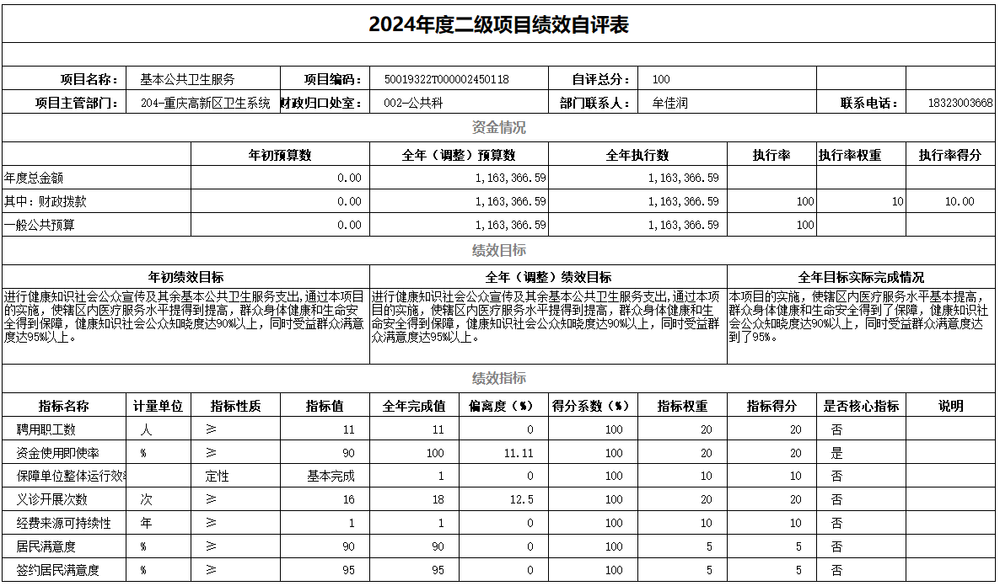 2024年度二级项目绩效自评表
项目名称： 基本公共卫生服务 项目编码： 50019322T000002450118 自评总分： 100
项目主管部门： 204-重庆高新区卫生系统 财政归口处室： 002-公共科 部门联系人： 牟佳润 联系电话： 18323003668
资金情况
年初预算数 全年（调整）预算数 全年执行数 执行率 执行率权重 执行率得分
年度总金额 0.00 1,163,366.59 1,163,366.59
其中：财政拨款 0.00 1,163,366.59 1,163,366.59 100 10 10.00
一般公共预算 0.00 1,163,366.59 1,163,366.59 100
绩效目标
年初绩效目标 全年（调整）绩效目标 全年目标实际完成情况
进行健康知识社会公众宣传及其余基本公共卫生服务支出,通过本项目
的实施，使辖区内医疗服务水平提得到提高，群众身体健康和生命安
全得到保障，健康知识社会公众知晓度达90%以上，同时受益群众满意
度达95%以上。
进行健康知识社会公众宣传及其余基本公共卫生服务支出,通过本项
目的实施，使辖区内医疗服务水平提得到提高，群众身体健康和生
命安全得到保障，健康知识社会公众知晓度达90%以上，同时受益群
众满意度达95%以上。
本项目的实施，使辖区内医疗服务水平基本提高，
群众身体健康和生命安全得到了保障，健康知识社
会公众知晓度达90%以上，同时受益群众满意度达
到了95%。
绩效指标
指标名称 计量单位 指标性质 指标值 全年完成值 偏离度（%） 得分系数（%） 指标权重 指标得分 是否核心指标 说明
聘用职工数 人 ≥ 11 11 0 100 20 20 否
资金使用即使率 % ≥ 90 100 11.11 100 20 20 是
保障单位整体运行效 定性 基本完成 1 0 100 10 10 否
义诊开展次数 次 ≥ 16 18 12.5 100 20 20 否
经费来源可持续性 年 ≥ 1 1 0 100 10 10 否
居民满意度 % ≥ 90 90 0 100 5 5 否
签约居民满意度 % ≥ 95 95 0 100 5 5 否